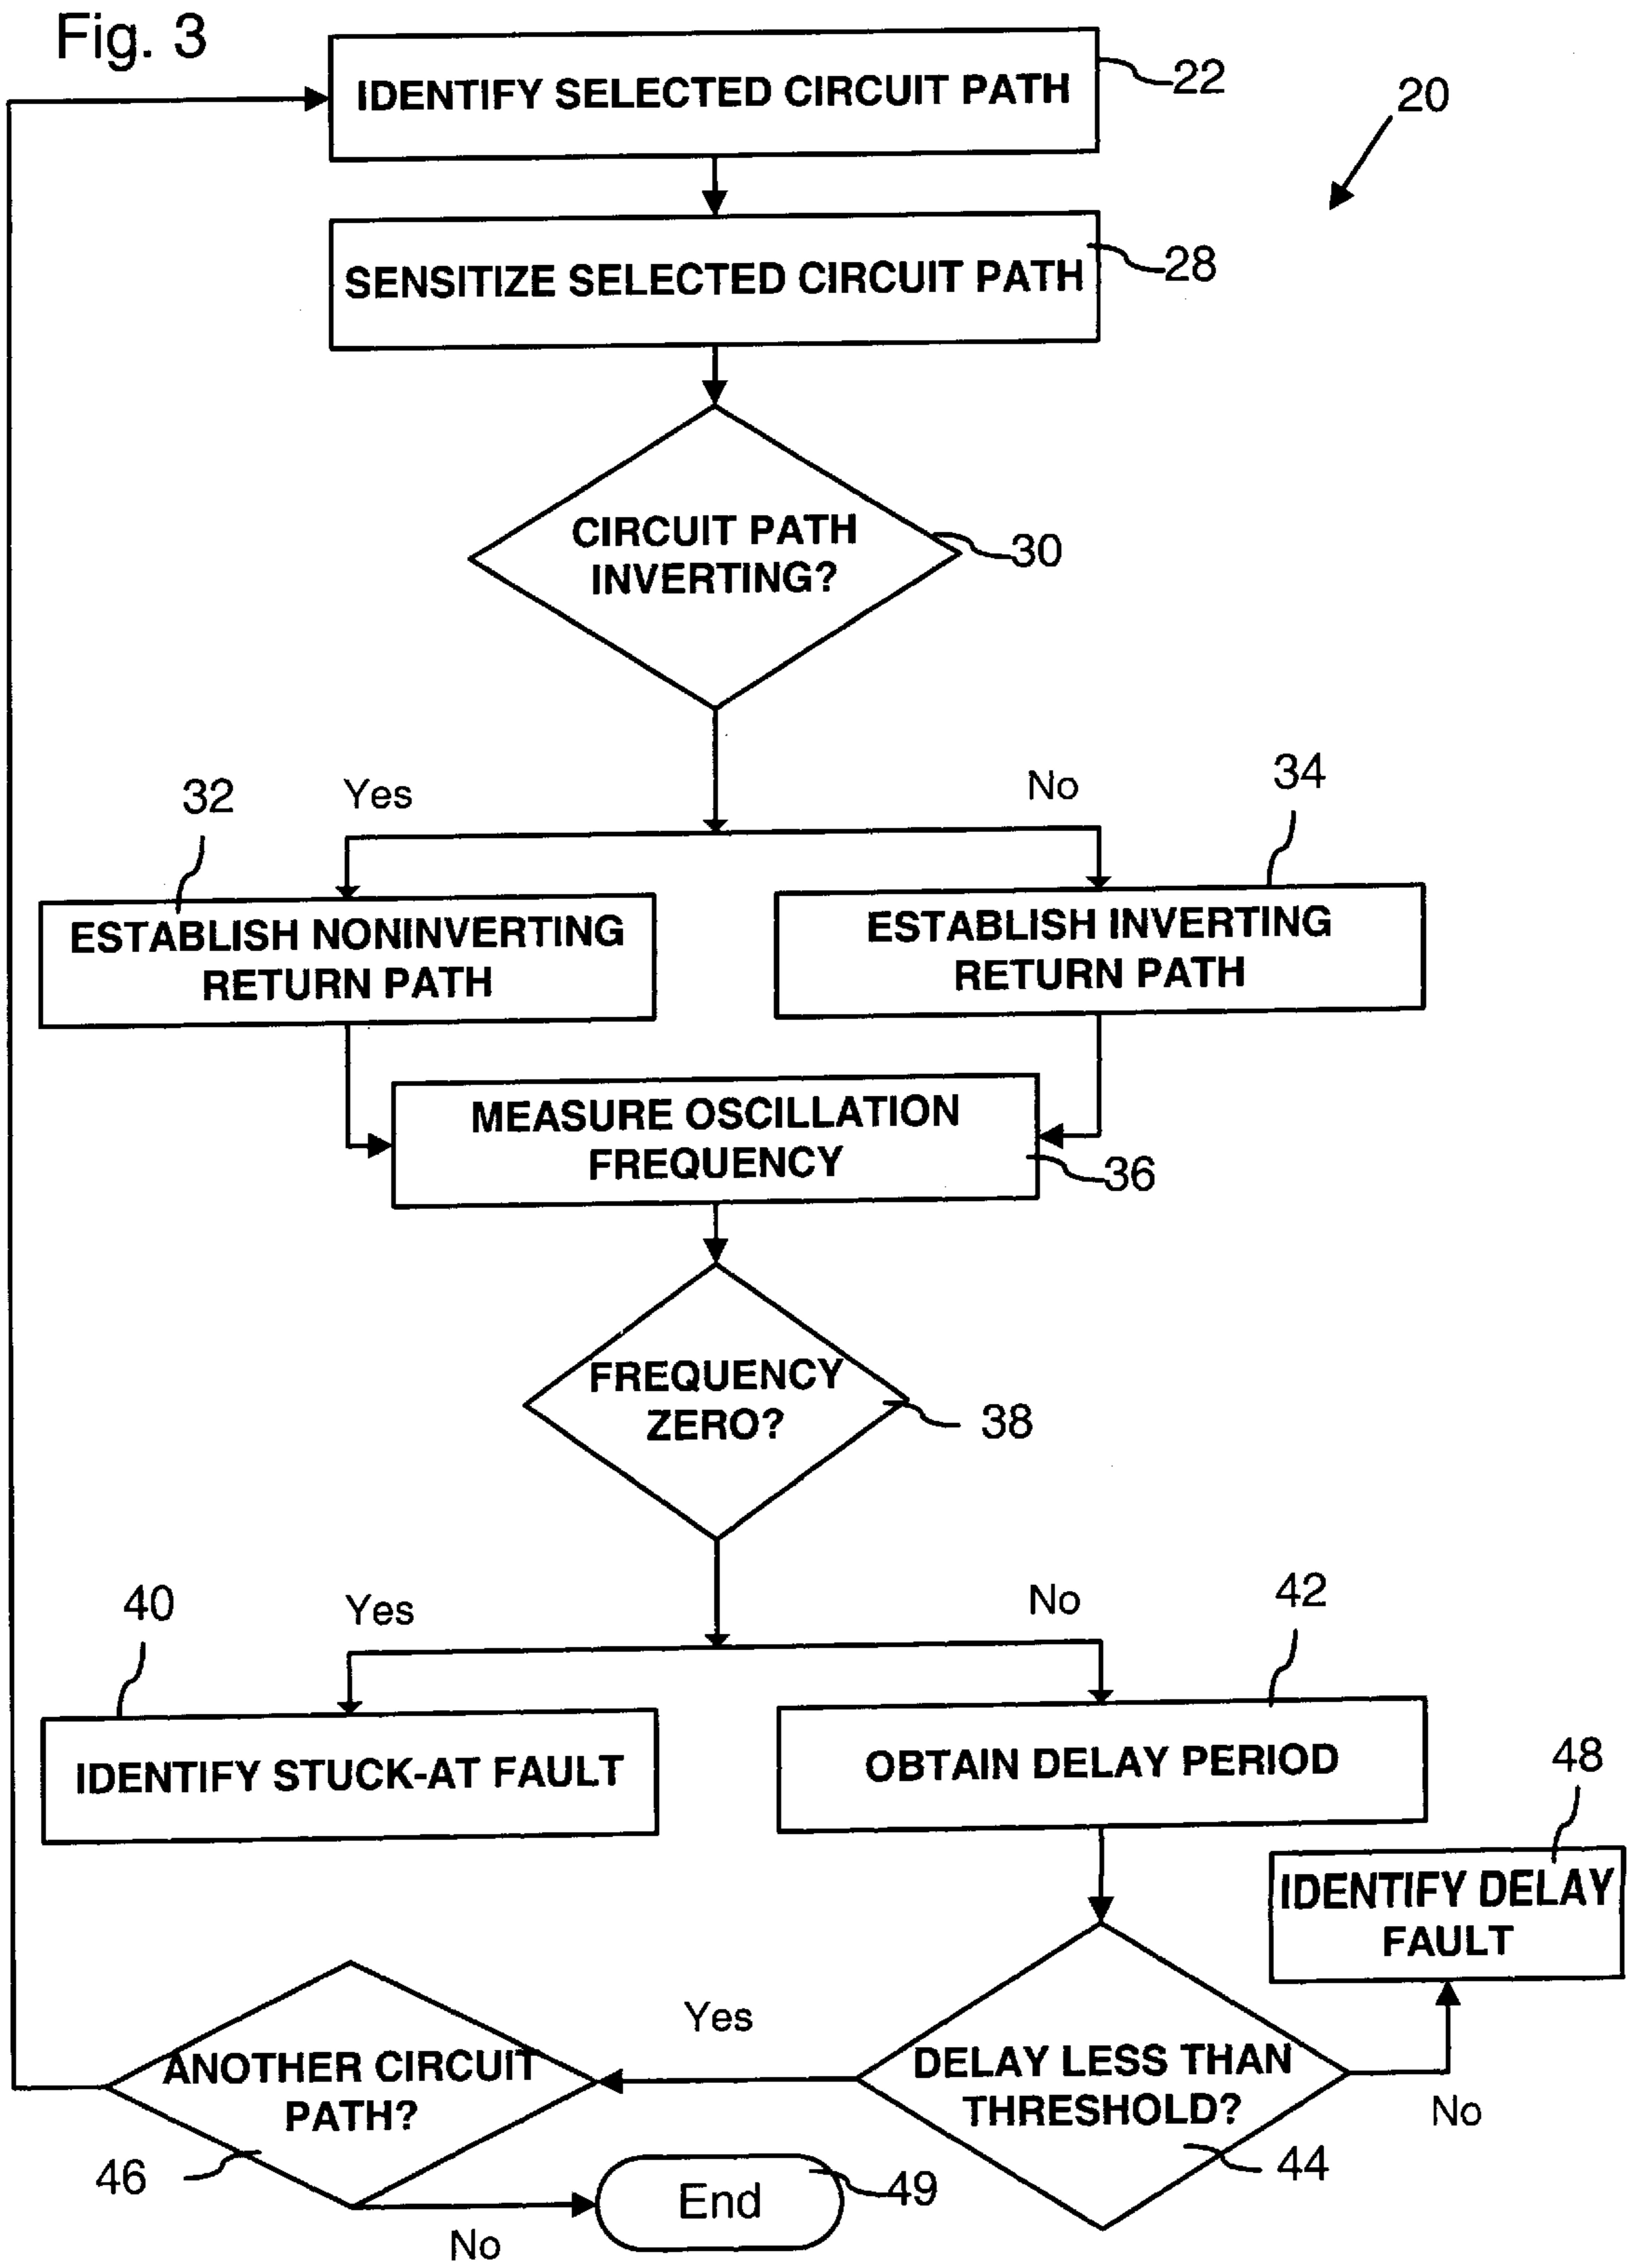 Fig. 3
IDENTIFY SELECTED CIRCUIT PATH
22
20
SENSITIZE SELECTED CIRCUIT PATH
28
CIRCUIT PATH
INVERTING?
30
32
Yes
No
34
ESTABLISH NONINVERTING
RETURN PATH
ESTABLISH INVERTING
RETURN PATH
MEASURE OSCILLATION
FREQUENCY
36
FREQUENCY
ZERO?
38
40
Yes
No
42
IDENTIFY STUCK-AT FAULT
OBTAIN DELAY PERIOD
48
IDENTIFY DELAY
FAULT
Yes
ANOTHER CIRCUIT
PATH?
DELAY LESS THAN
THRESHOLD?
No
46
44
End
49
No